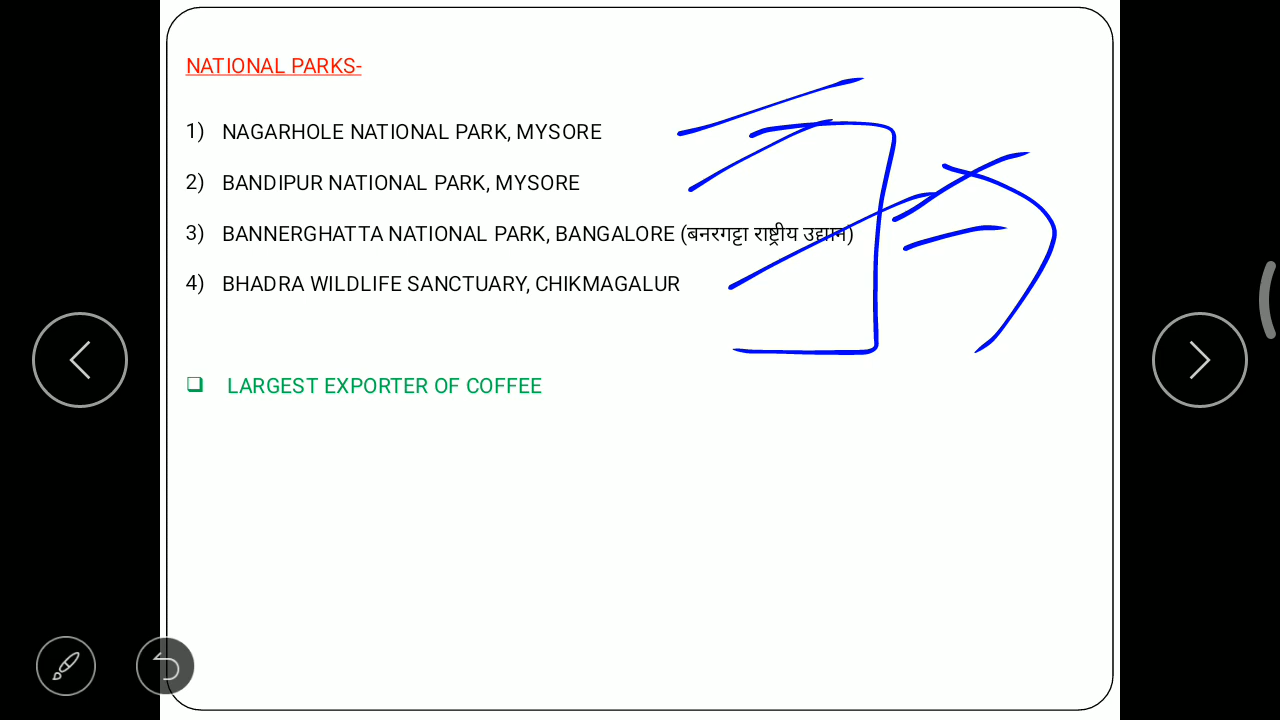 NATIONAL PARKS-
1) NAGARHOLE NATIONAL PARK, MYSORE
2) BANDIPUR NATIONAL PARK, MYSORE
3) BANNERGHATTA NATIONAL PARK, BANGALORE (बनरगट्टा राष्ट्रीय उद्यान)
4) BHADRA WILDLIFE SANCTUARY, CHIKMAGALUR
❑ LARGEST EXPORTER OF COFFEE